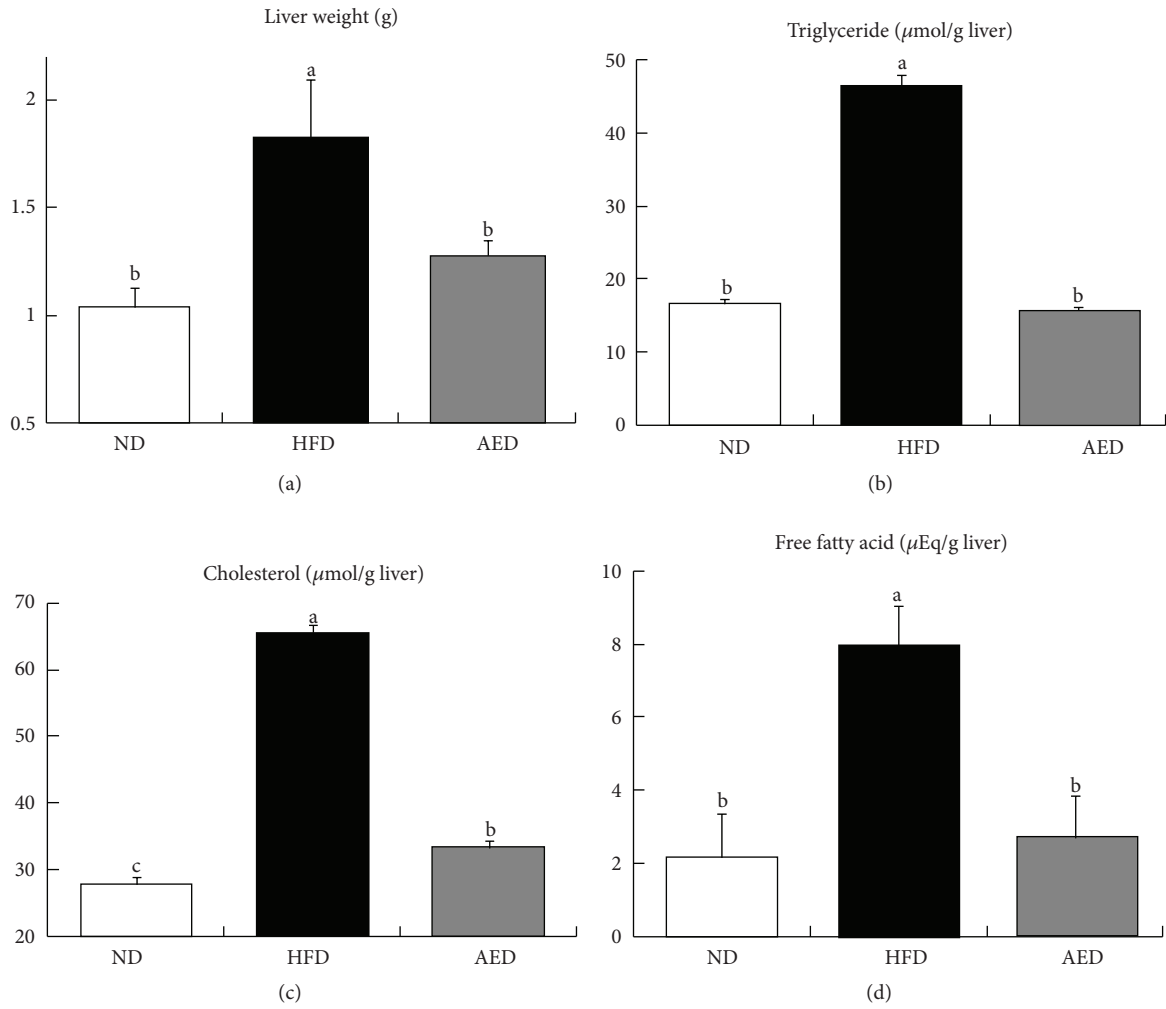 Liver weight (g)
a
2
1.5
b
b
1
0.5
ND
HFD
AED
(a)
Triglyceride (μmol/g liver)
50
a
40
30
20
b
b
10
0
ND
HFD
AED
(b)
Cholesterol (μmol/g liver)
70
a
60
50
40
b
30
c
20
ND
HFD
AED
(c)
Free fatty acid (μEq/g liver)
10
a
8
6
4
b
b
2
0
ND
HFD
AED
(d)